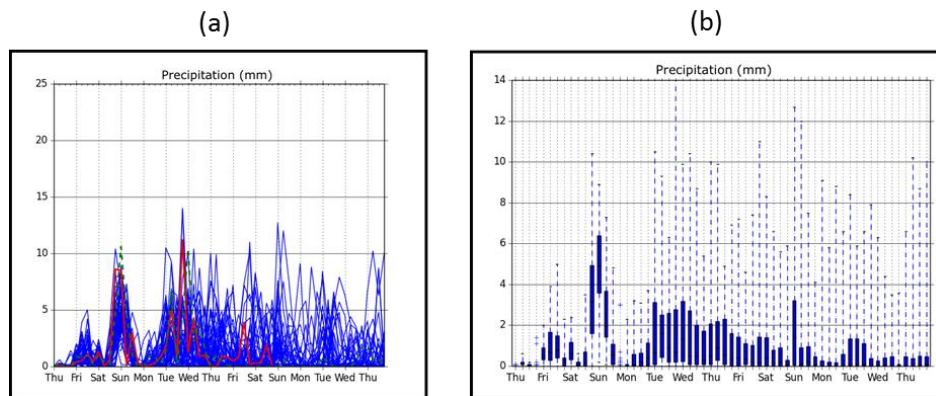 (a)
(b)
Precipitation (mm)
25
20
15
10
5
0
Thu Fri Sat Sun Mon Tue Wed Thu Fri Sat Sun Mon Tue Wed Thu
Precipitation (mm)
14
12
10
8
6
4
2
0
Thu Fri Sat Sun Mon Tue Wed Thu Fri Sat Sun Mon Tue Wed Thu